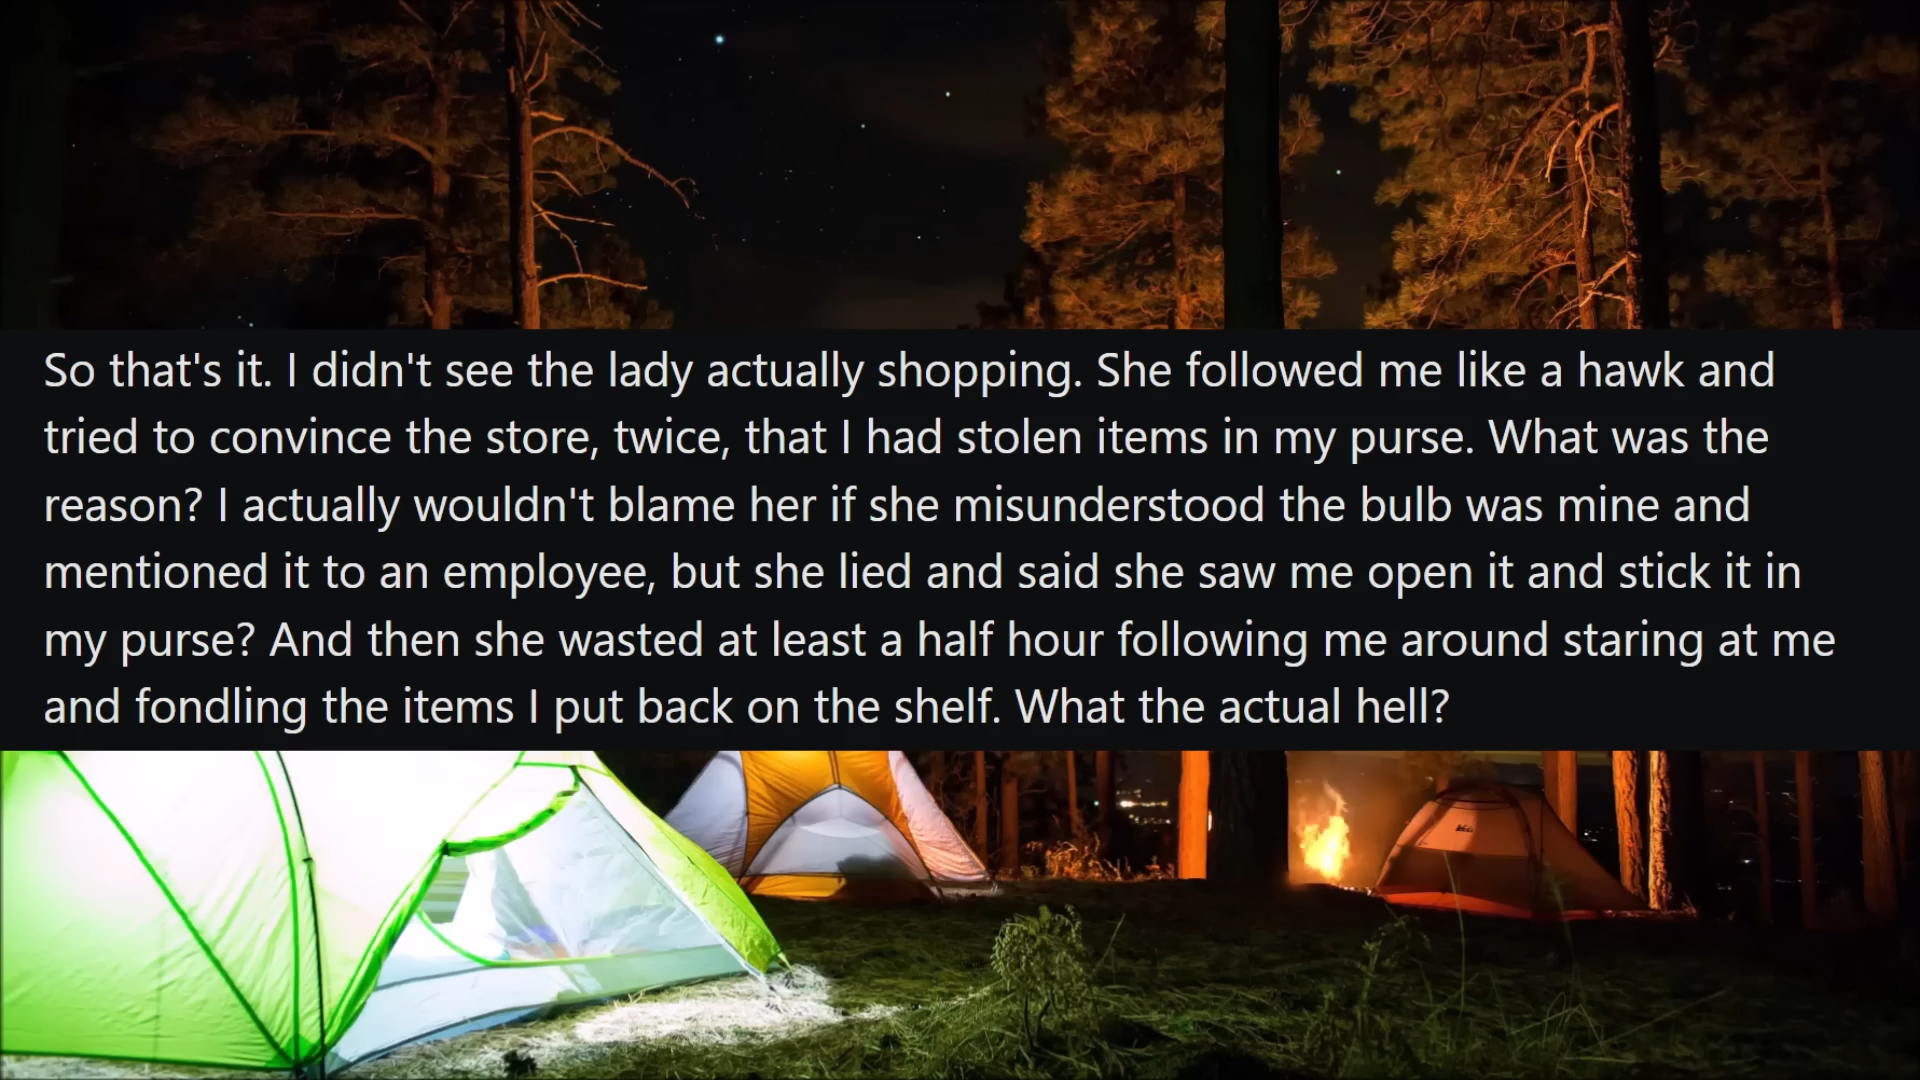 So that's it. I didn't see the lady actually shopping. She followed me like a hawk and
tried to convince the store, twice, that I had stolen items in my purse. What was the
reason? I actually wouldn't blame her if she misunderstood the bulb was mine and
mentioned it to an employee, but she lied and said she saw me open it and stick it in
my purse? And then she wasted at least a half hour following me around staring at me
and fondling the items I put back on the shelf. What the actual hell?